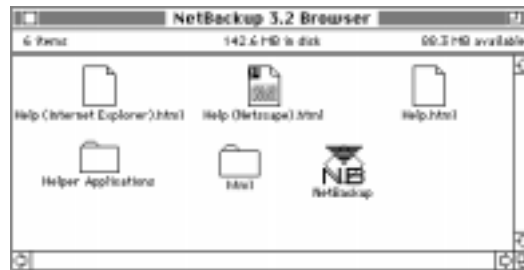 NetBackup 3.2 Browser
6 items 142.6 MB in disk 88.3 MB available
Help (Internet Explorer).html Help (Netscape).html Help.html
Helper Applications html NetBackup
NB